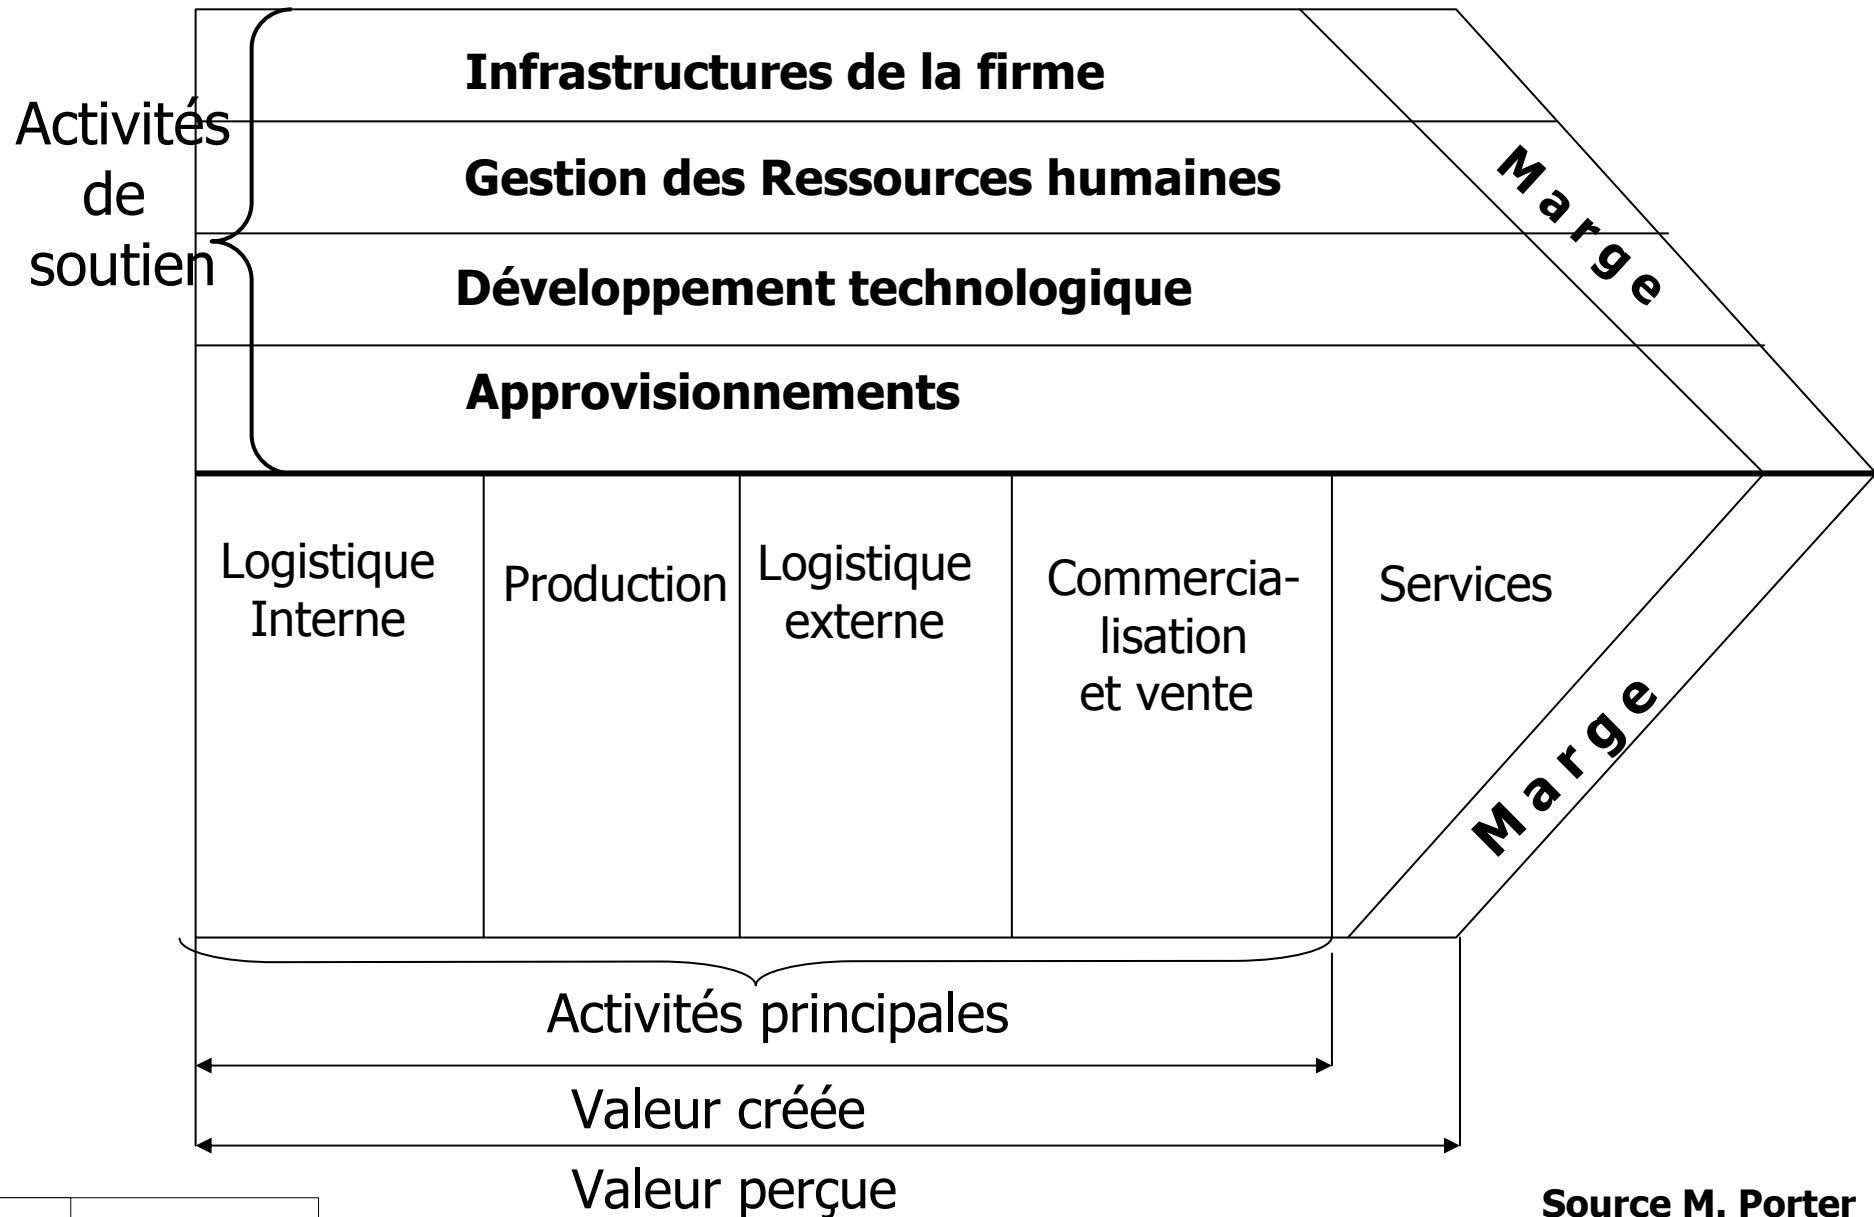 Infrastructures de la firme
Activités
de
soutien
Gestion des Ressources humaines
Développement technologique
Approvisionnements
Marge
Logistique
Interne
Production
Logistique
externe
Commercia-
lisation
et vente
Services
Marge
Activités principales
Valeur créée
Valeur perçue
Source M. Porter